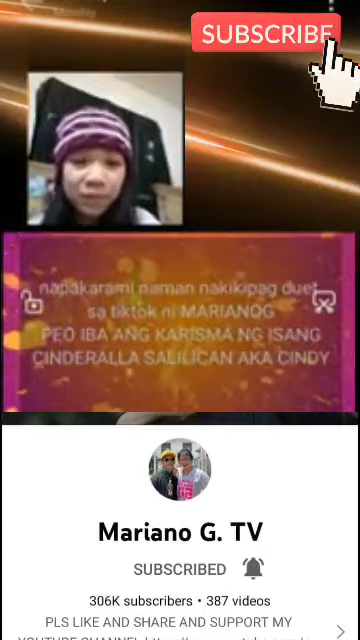 SUBSCRIBE
napakarami naman nakikipag duet
sa tiktok ni MARIANOG
PEO IBA ANG KARISMA NG ISANG
CINDERALLA SALILICAN AKA CINDY
Mariano G. TV
SUBSCRIBED
306K subscribers • 387 videos
PLS LIKE AND SHARE AND SUPPORT MY